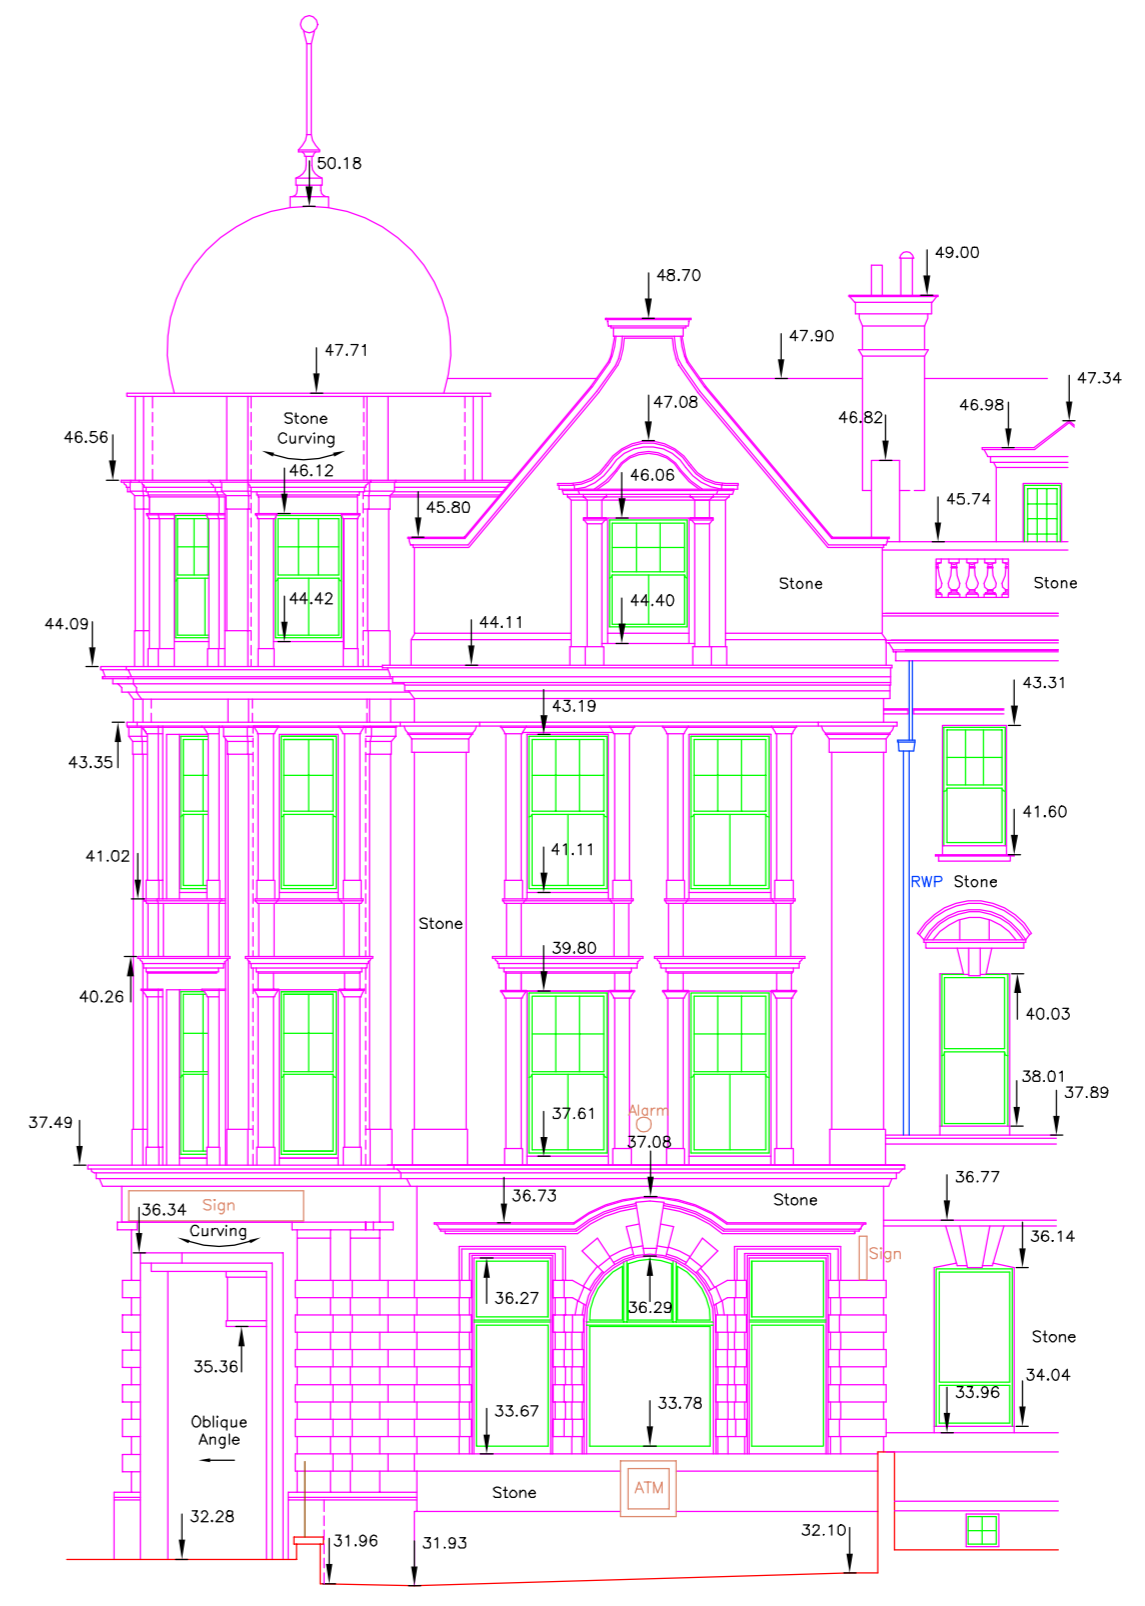 50.18
49.00
48.70
47.90
47.71
47.34
47.08
46.98
46.82
Stone
Curving
46.56
46.12
46.06
45.80
45.74
Stone
Stone
44.42
44.40
44.09
44.11
43.31
43.19
43.35
41.60
41.11
41.02
RWP Stone
Stone
39.80
40.26
40.03
38.01
37.89
Alarm
37.61
37.49
37.08
36.77
36.73
Stone
Sign
36.34
Curving
36.14
Sign
36.27
36.29
Stone
35.36
34.04
33.96
33.78
33.67
Oblique
Angle
ATM
Stone
32.28
32.10
31.96
31.93